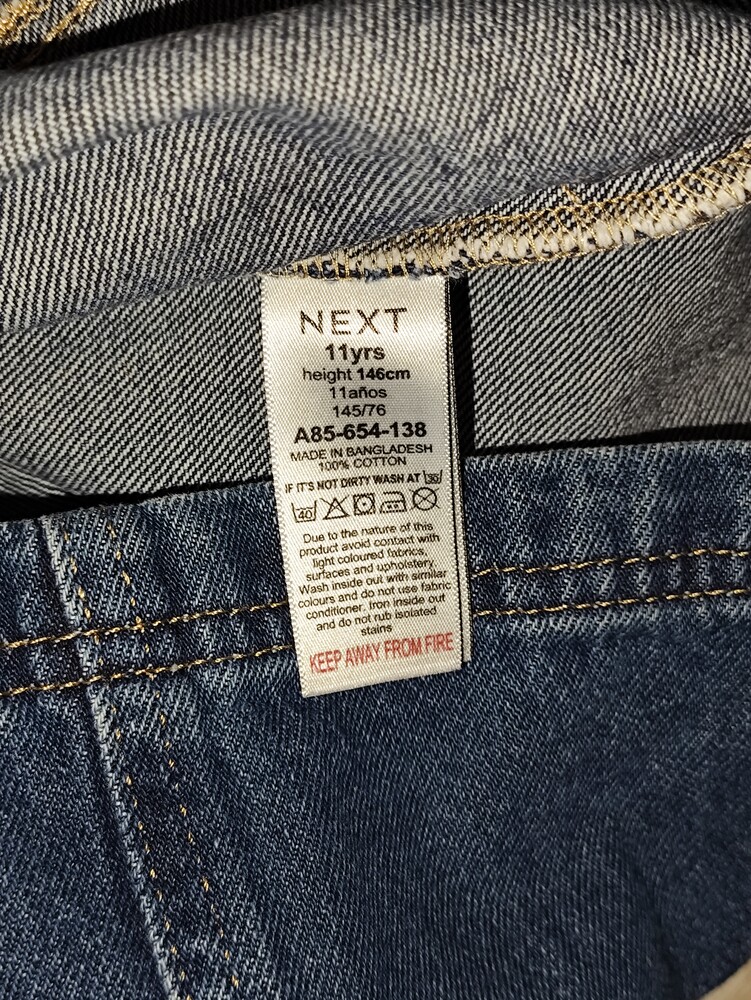 NEXT
11yrs
height 146cm
11años
145/76
A85-654-138
MADE IN BANGLADESH
100% COTTON
IF IT'S NOT DIRTY WASH AT 30
40
Due to the nature of this
product avoid contact with
light coloured fabrics,
surfaces and upholstery.
Wash inside out with similar
colours and do not use fabric
conditioner. Iron inside out
and do not rub isolated
stains
KEEP AWAY FROM FIRE